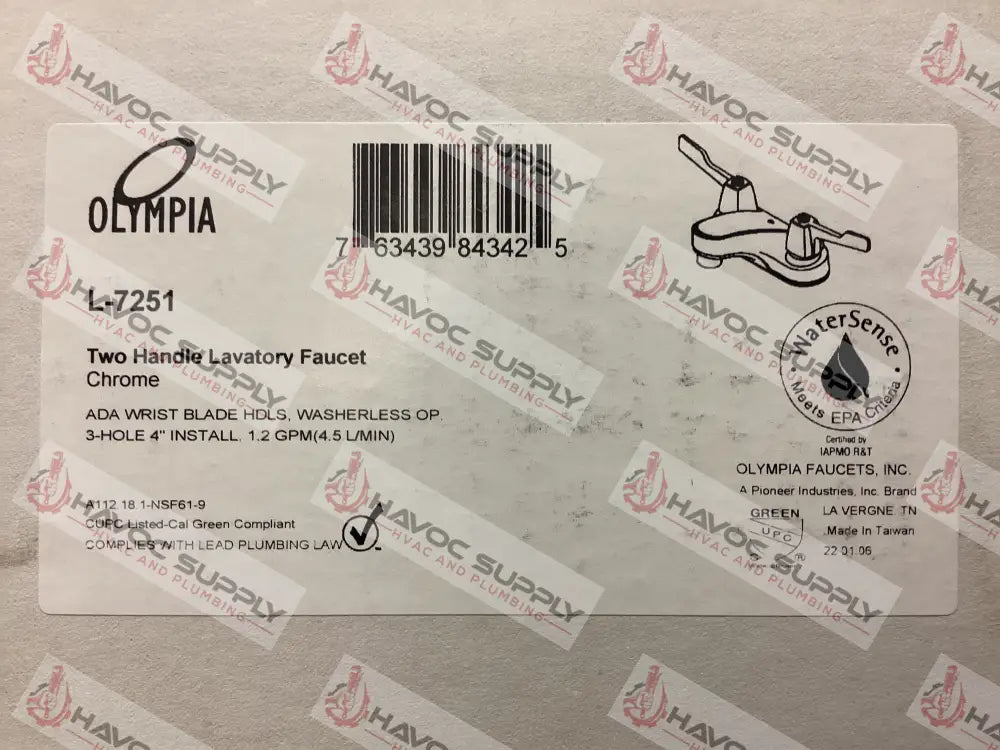 OLYMPIA
7 63439 84342 5
L-7251
Two Handle Lavatory Faucet
Chrome
ADA WRIST BLADE HDLS, WASHERLESS OP.
3-HOLE 4" INSTALL, 1.2 GPM(4.5 L/MIN)
A112.18.1-NSF61-9
CUPC Listed-Cal Green Compliant
COMPLIES WITH LEAD PLUMBING LAW
WaterSense
Meets EPA Criteria
Certified by
IAPMO R&T
OLYMPIA FAUCETS, INC.
A Pioneer Industries, Inc. Brand
LA VERGNE TN
Made In Taiwan
22.01.06
GREEN
UPC
®
HAVOC SUPPLY
HVAC AND PLUMBING